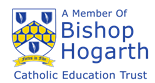 A Member Of
Bishop
Hogarth
Catholic Education Trust